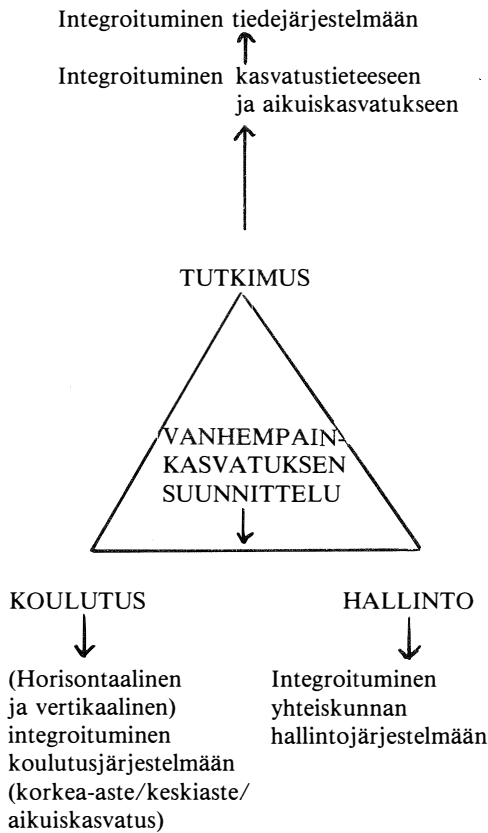 Integroituminen tiedejärjestelmään
Integroituminen kasvatustieteeseen
ja aikuiskasvatukseen
TUTKIMUS
VANHEMPAIN-
KASVATUKSEN
SUUNNITTELU
KOULUTUS
(Horisontaalinen
ja vertikaalinen)
integroituminen
koulutusjärjestelmään
(korkea-aste/keskiaste/
aikuiskasvatus)
HALLINTO
Integroituminen
yhteiskunnan
hallintojärjestelmään